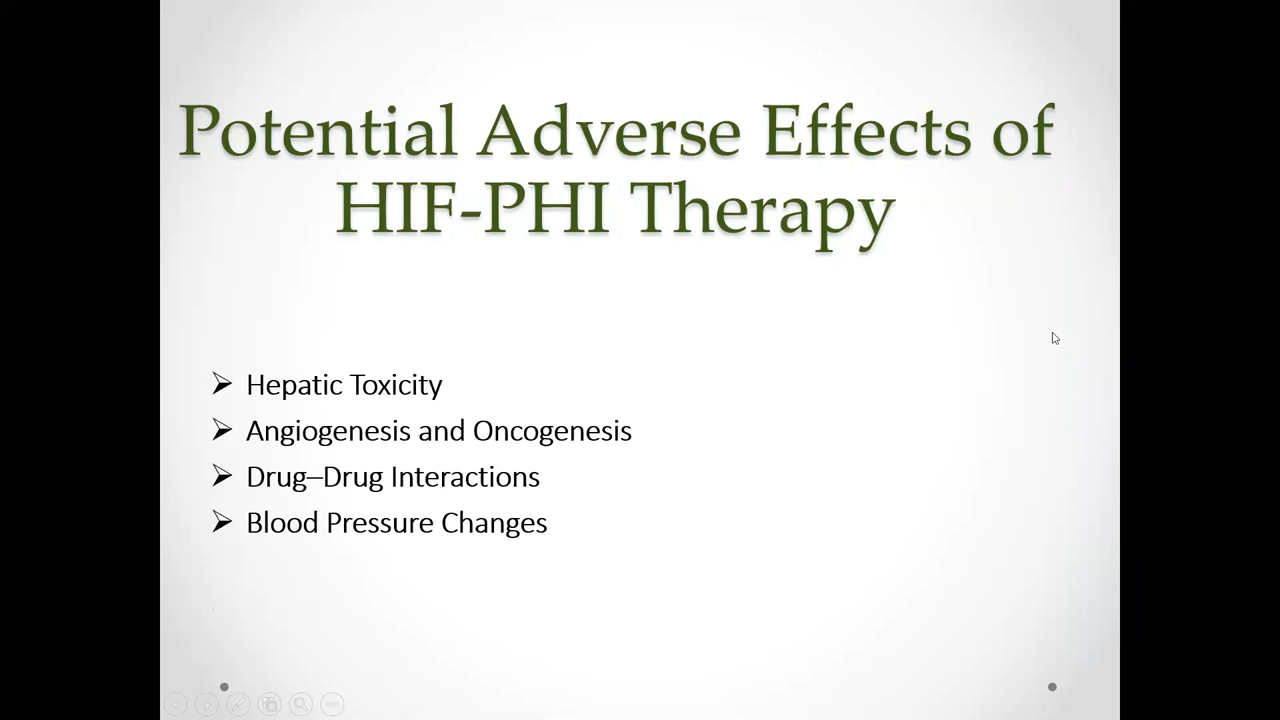 Potential Adverse Effects of
HIF-PHI Therapy
➢ Hepatic Toxicity
➢ Angiogenesis and Oncogenesis
➢ Drug–Drug Interactions
➢ Blood Pressure Changes